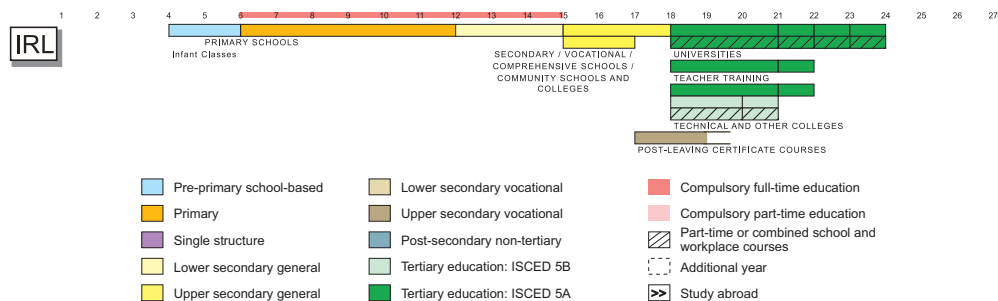 1 2 3 4 5 6 7 8 9 10 11 12 13 14 15 16 17 18 19 20 21 22 23 24 25 26 27
IRL
PRIMARY SCHOOLS
Infant Classes
SECONDARY / VOCATIONAL /
COMPREHENSIVE SCHOOLS /
COMMUNITY SCHOOLS AND
COLLEGES
UNIVERSITIES
TEACHER TRAINING
TECHNICAL AND OTHER COLLEGES
POST-LEAVING CERTIFICATE COURSES
Pre-primary school-based
Primary
Single structure
Lower secondary general
Upper secondary general
Lower secondary vocational
Upper secondary vocational
Post-secondary non-tertiary
Tertiary education: ISCED 5B
Tertiary education: ISCED 5A
Compulsory full-time education
Compulsory part-time education
Part-time or combined school and
workplace courses
Additional year
>> Study abroad